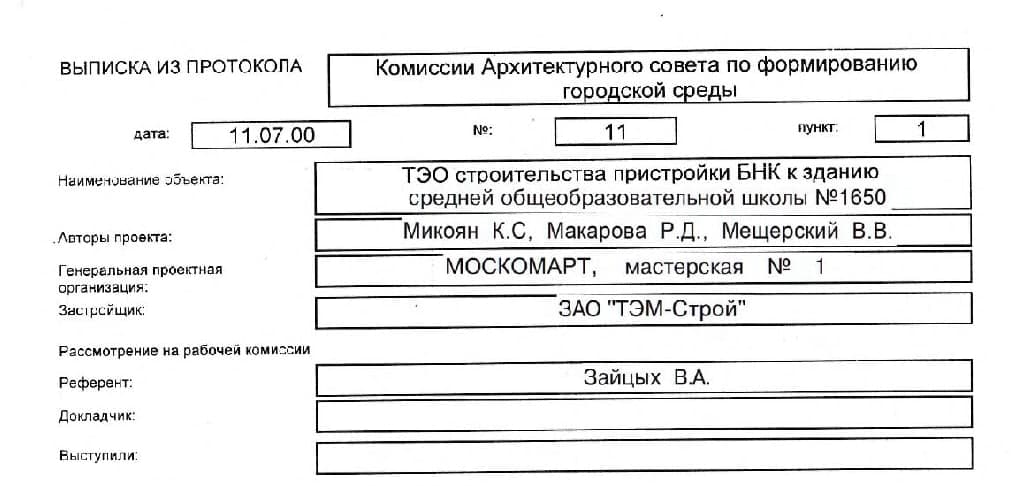 ВЫПИСКА ИЗ ПРОТОКОЛА
Комиссии Архитектурного совета по формированию
городской среды
дата: 11.07.00 №: 11 пункт: 1
Наименование объекта:
ТЭО строительства пристройки БНК к зданию
средней общеобразовательной школы №1650
Авторы проекта: Микоян К.С, Макарова Р.Д., Мещерский В.В.
Генеральная проектная
организация:
МОСКОМАРТ, мастерская № 1
Застройщик: ЗАО "ТЭМ-Строй"
Рассмотрение на рабочей комиссии
Референт: Зайцых В.А.
Докладчик:
Выступили: